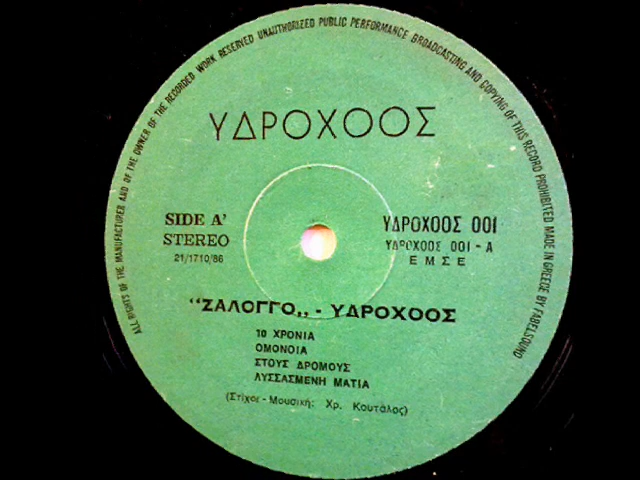 ALL RIGHTS OF THE MANUFACTURER AND OF THE OWNER OF THE RECORDED WORK RESERVED UNAUTHORIZED PUBLIC PERFORMANCE BROADCASTING AND COPYING OF THIS RECORD PROHIBITED MADE IN GREECE BY FABELSOUND
ΥΔΡΟΧΟΟΣ
SIDE A'
STEREO
21/1710/86
ΥΔΡΟΧΟΟΣ 001
ΥΔΡΟΧΟΟΣ 001 - A
Ε Μ Σ Ε
“ΖΑΛΟΓΓΟ„ - ΥΔΡΟΧΟΟΣ
10 ΧΡΟΝΙΑ
ΟΜΟΝΟΙΑ
ΣΤΟΥΣ ΔΡΟΜΟΥΣ
ΛΥΣΣΑΣΜΕΝΗ ΜΑΤΙΑ
(Στίχοι - Μουσική: Χρ. Κουτάλος)